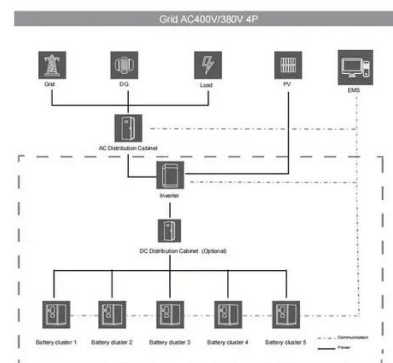 Grid AC400V/380V 4P
Grid
DG
Load
PV
EMS
AC Distribution Cabinet
Inverter
DC Distribution Cabinet (Optional)
Battery cluster 1
Battery cluster 2
Battery cluster 3
Battery cluster 4
Battery cluster 5
Communication
Power